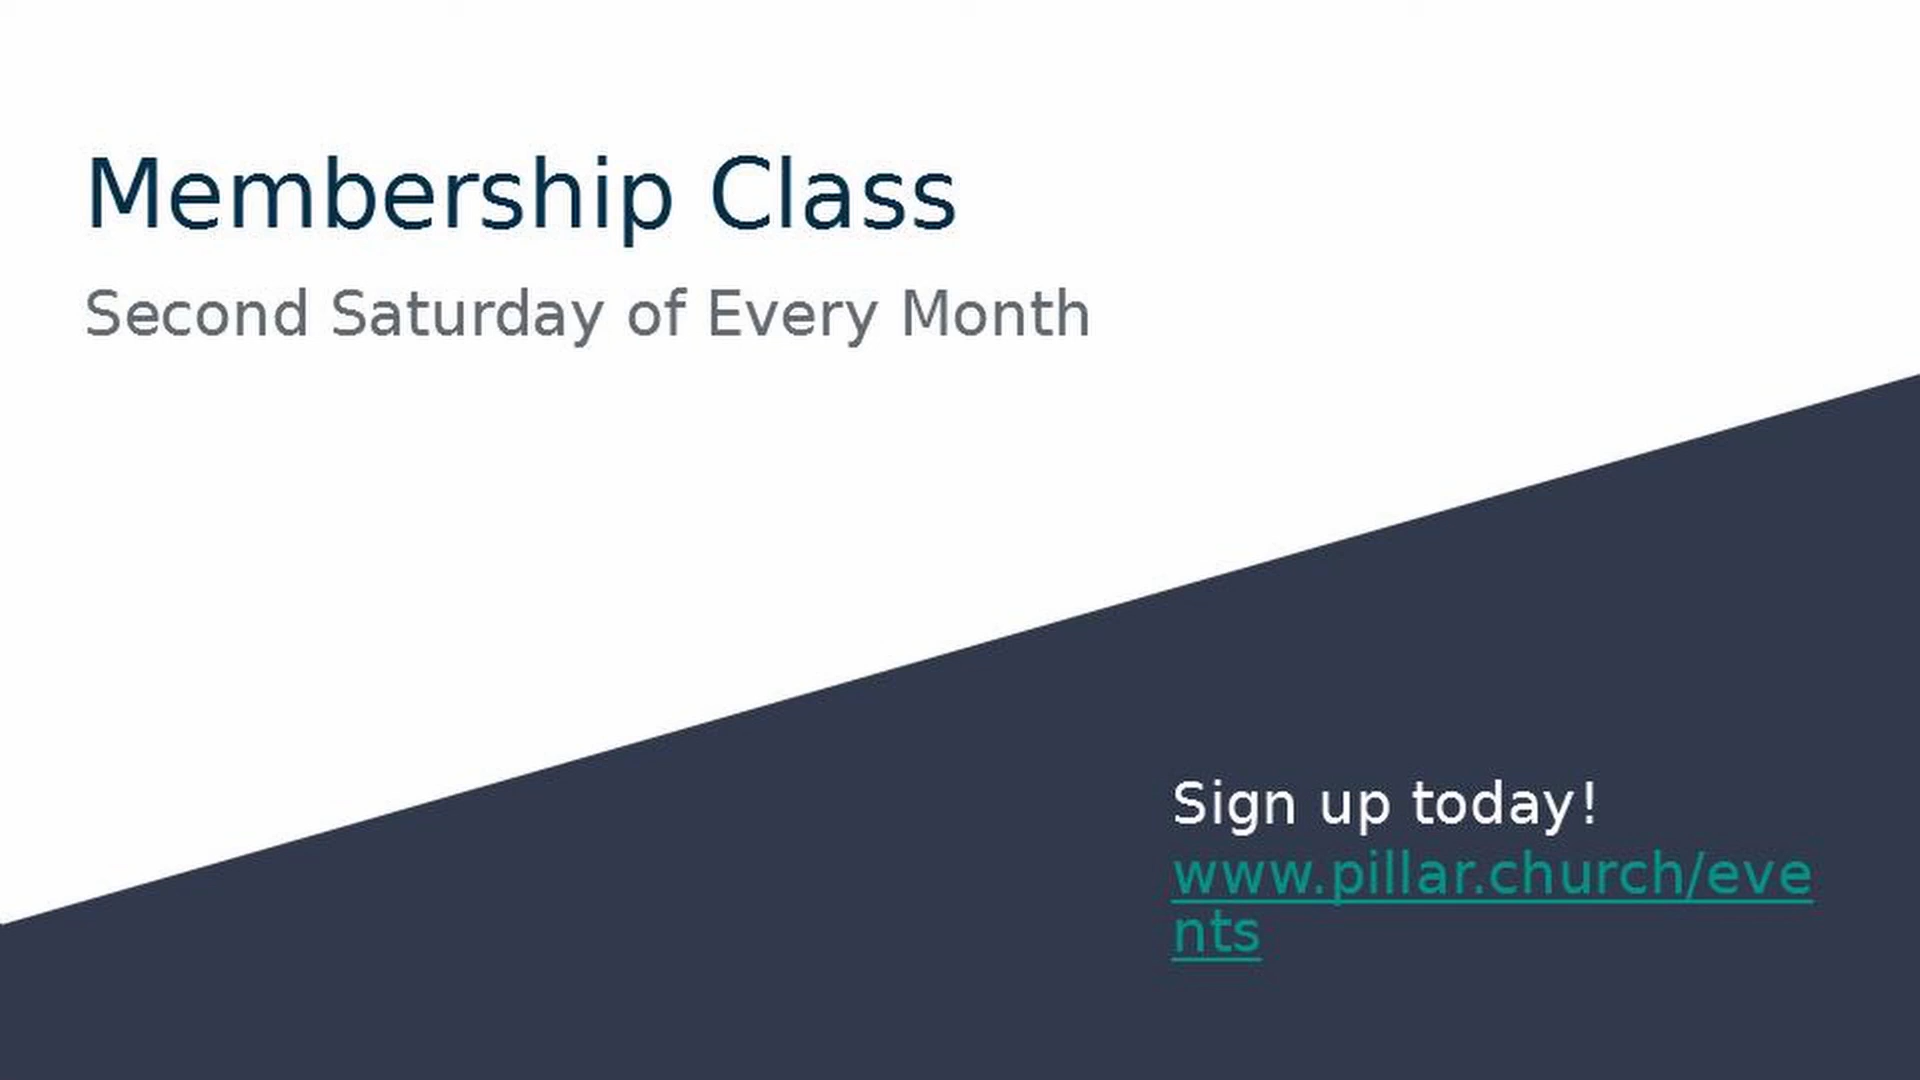 Membership Class
Second Saturday of Every Month
Sign up today!
www.pillar.church/eve
nts